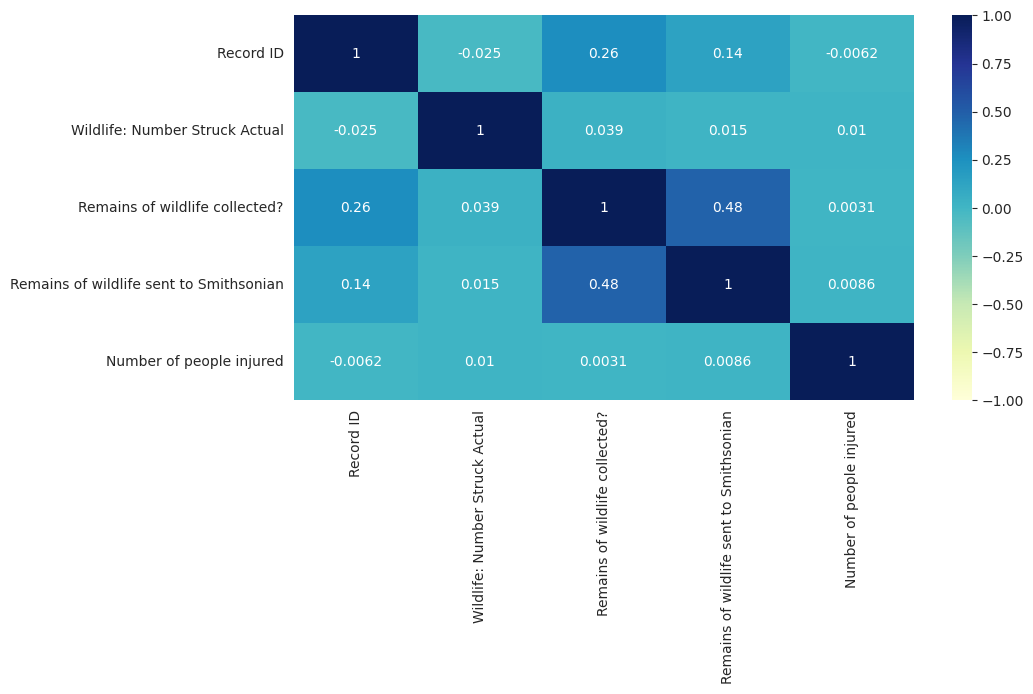 Record ID 1 -0.025 0.26 0.14 -0.0062
Wildlife: Number Struck Actual -0.025 1 0.039 0.015 0.01
Remains of wildlife collected? 0.26 0.039 1 0.48 0.0031
Remains of wildlife sent to Smithsonian 0.14 0.015 0.48 1 0.0086
Number of people injured -0.0062 0.01 0.0031 0.0086 1
Record ID
Wildlife: Number Struck Actual
Remains of wildlife collected?
Remains of wildlife sent to Smithsonian
Number of people injured
1.00
0.75
0.50
0.25
0.00
−0.25
−0.50
−0.75
−1.00